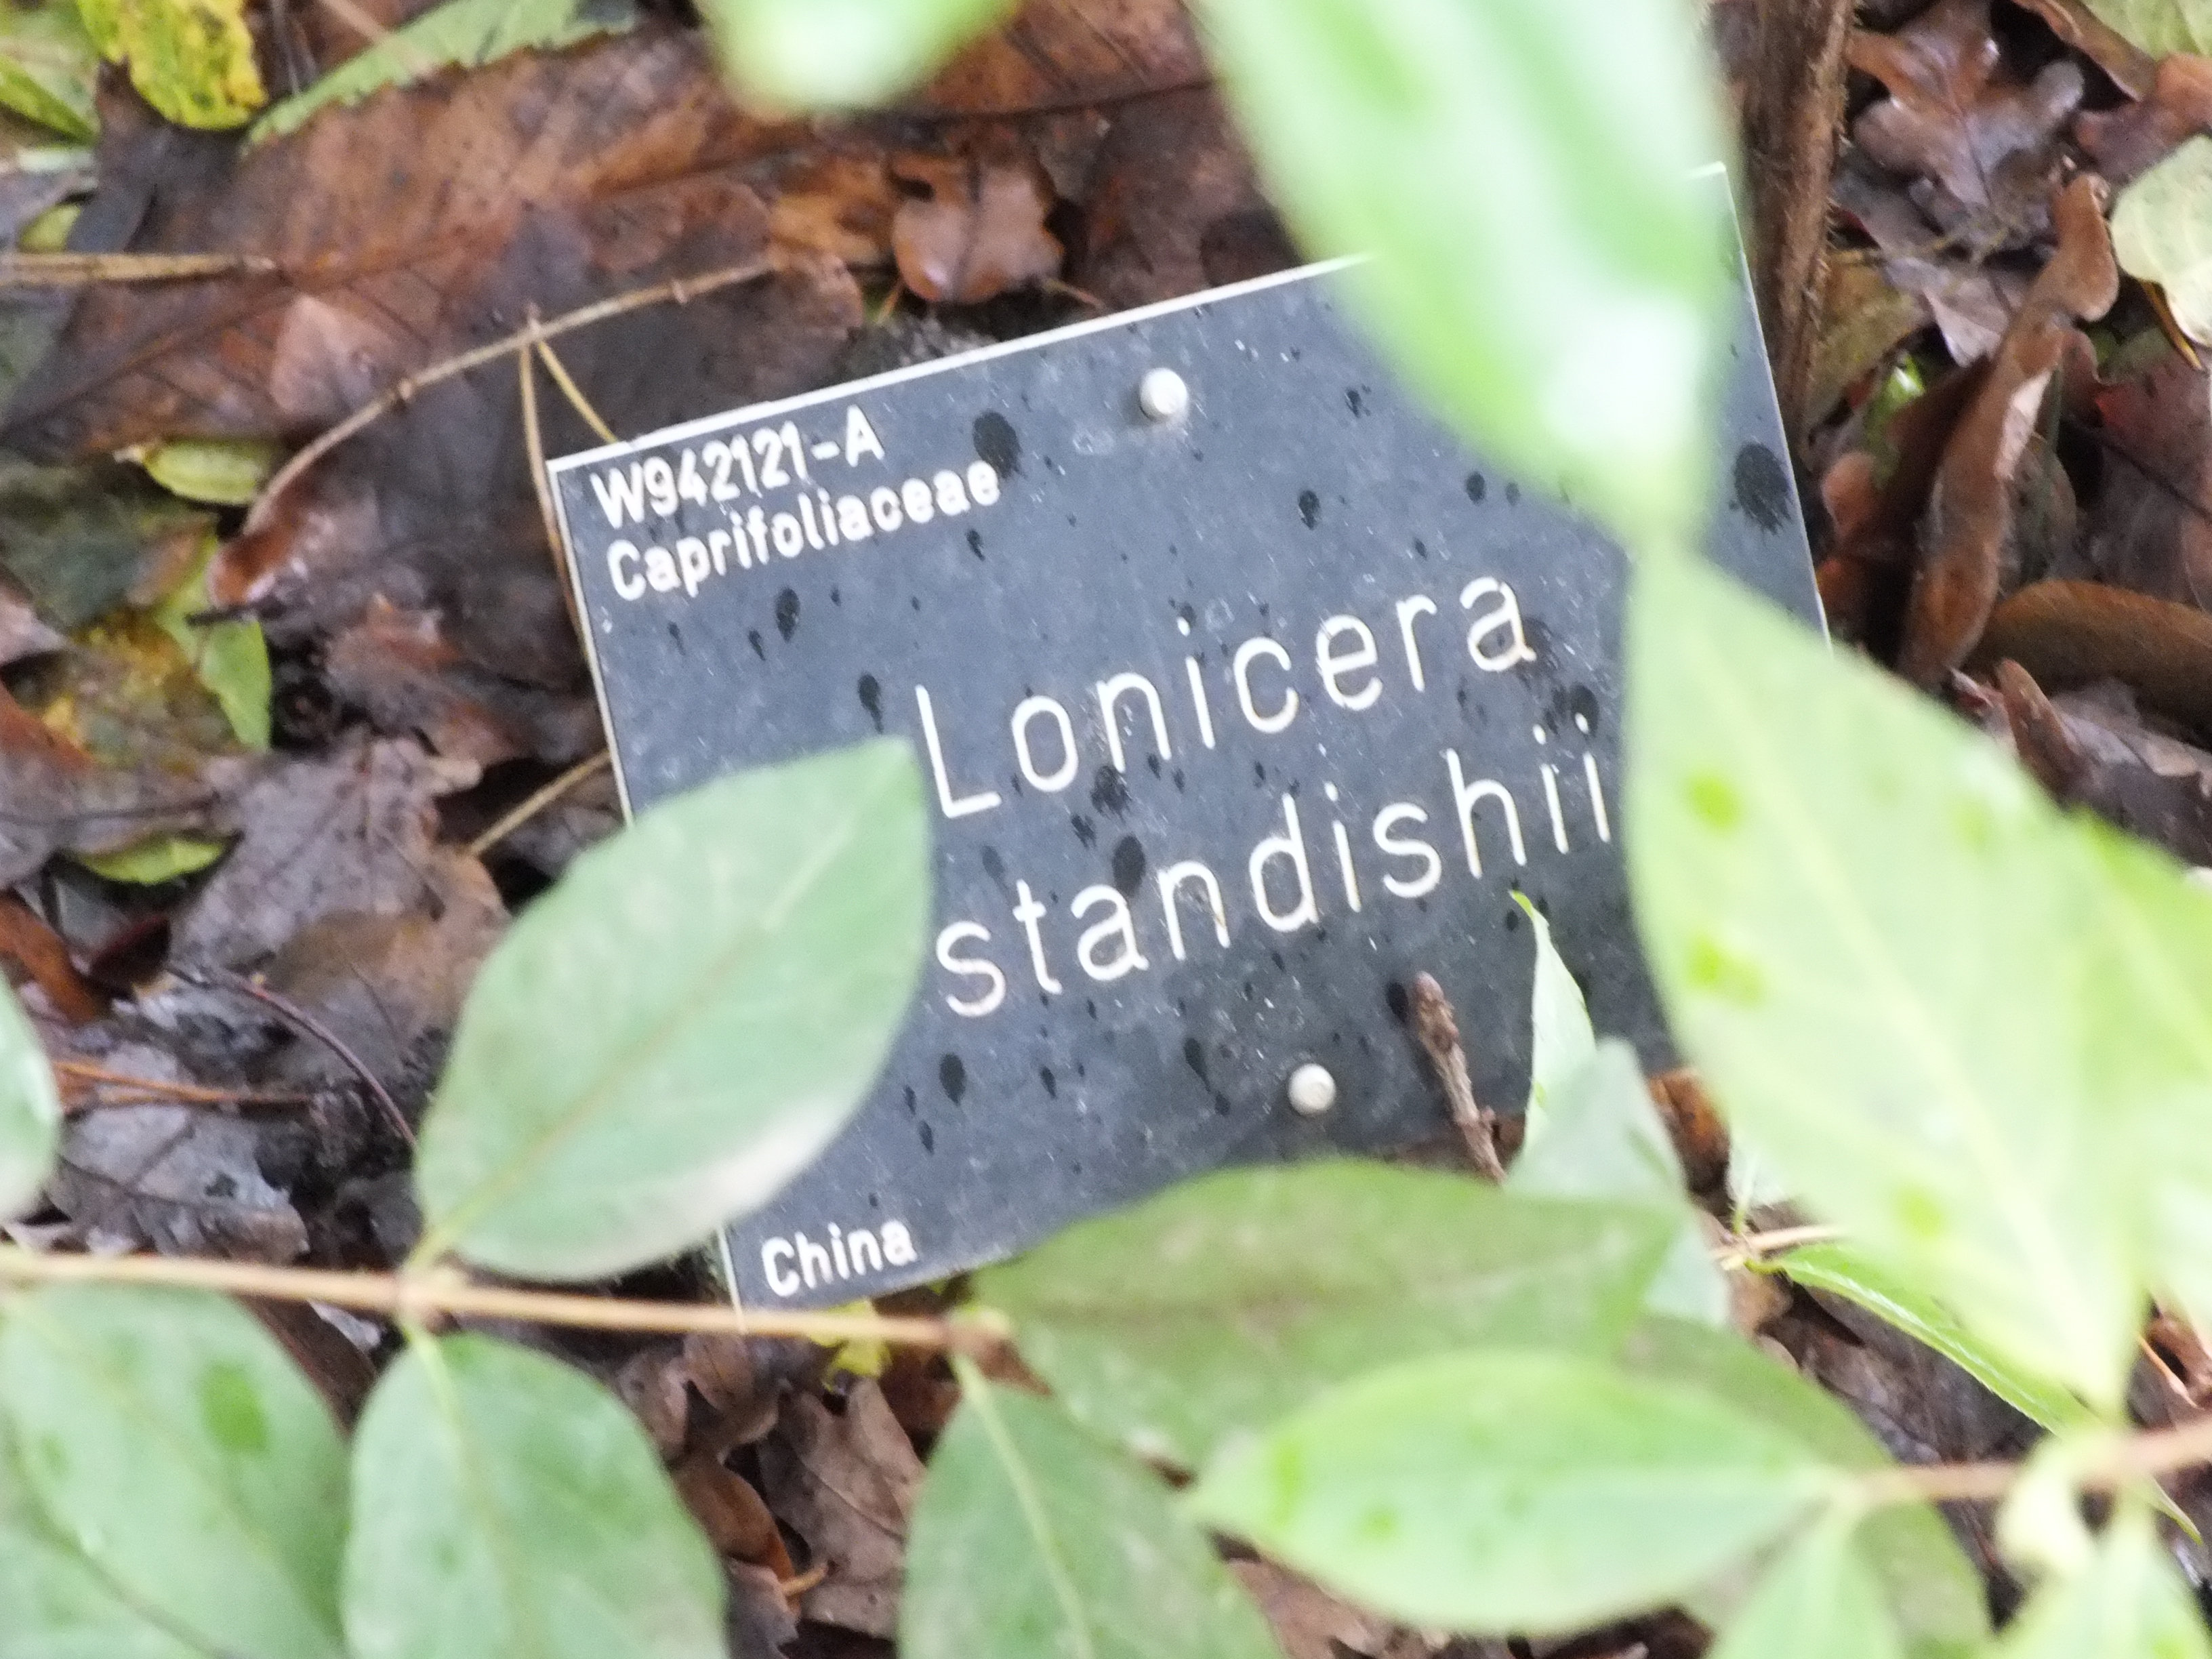 W942121-A
Caprifoliaceae
Lonicera
standishii
China